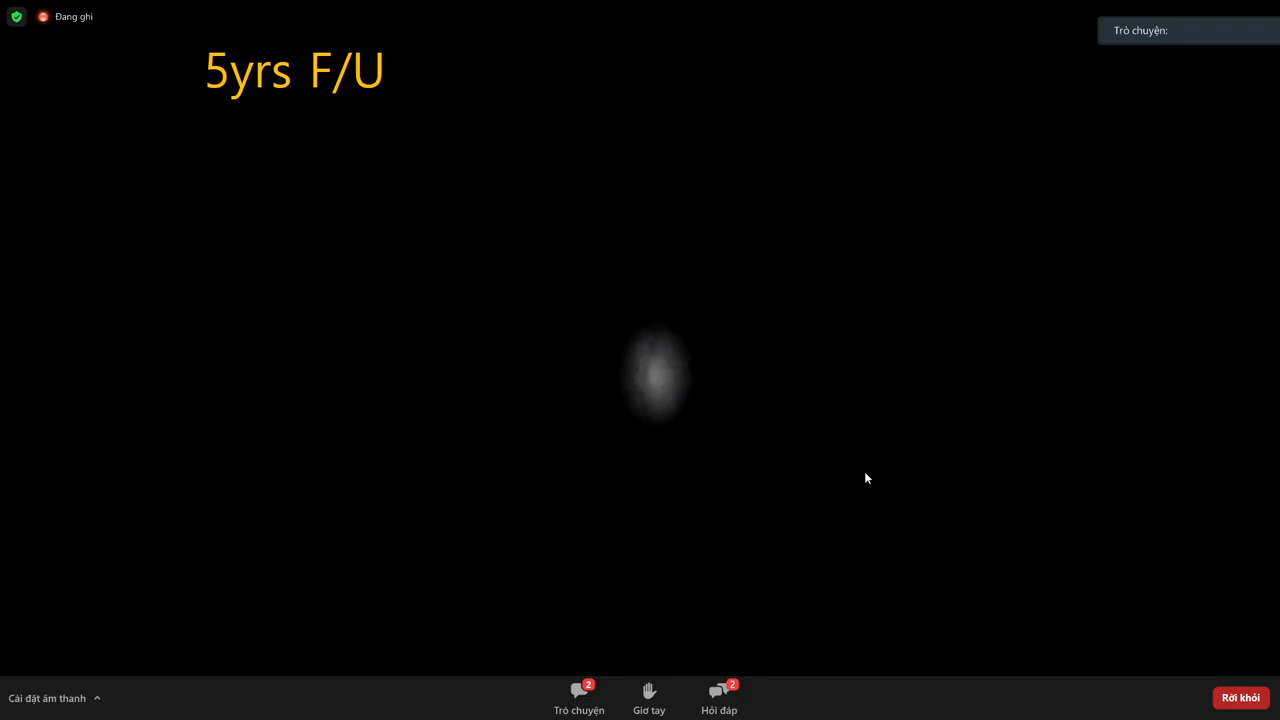 Đang ghi
Trò chuyện:
5yrs F/U
Cài đặt âm thanh
2
Trò chuyện
Giơ tay
2
Hỏi đáp
Rời khỏi